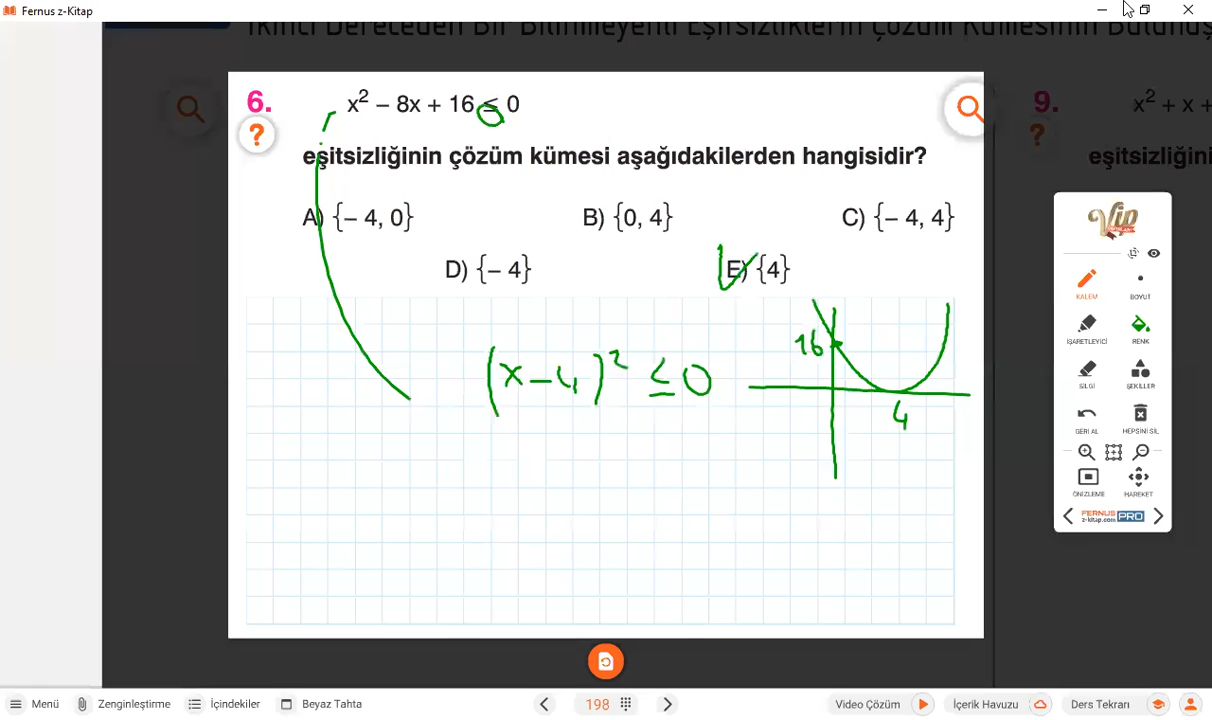 Fernus z-Kitap
İkinci Dereceden Bir Bilinmeyenli Eşitsizliklerin Çözüm Kümesinin Bulunuş
6.
x² – 8x + 16 ≤ 0
?
eşitsizliğinin çözüm kümesi aşağıdakilerden hangisidir?
A) {– 4, 0}
B) {0, 4}
C) {– 4, 4}
D) {– 4}
E) {4}
(x – 4)² ≤ 0
16
4
9.
x² + x +
?
eşitsizliğini
Vip
KALEM
BOYUT
İŞARETLEYİCİ
RENK
SİLGİ
ŞEKİLLER
GERİ AL
HEPSİNİ SİL
ÖNİZLEME
HAREKET
FERNUS
z-kitap.com
PRO
Menü
Zenginleştirme
İçindekiler
Beyaz Tahta
198
Video Çözüm
İçerik Havuzu
Ders Tekrarı